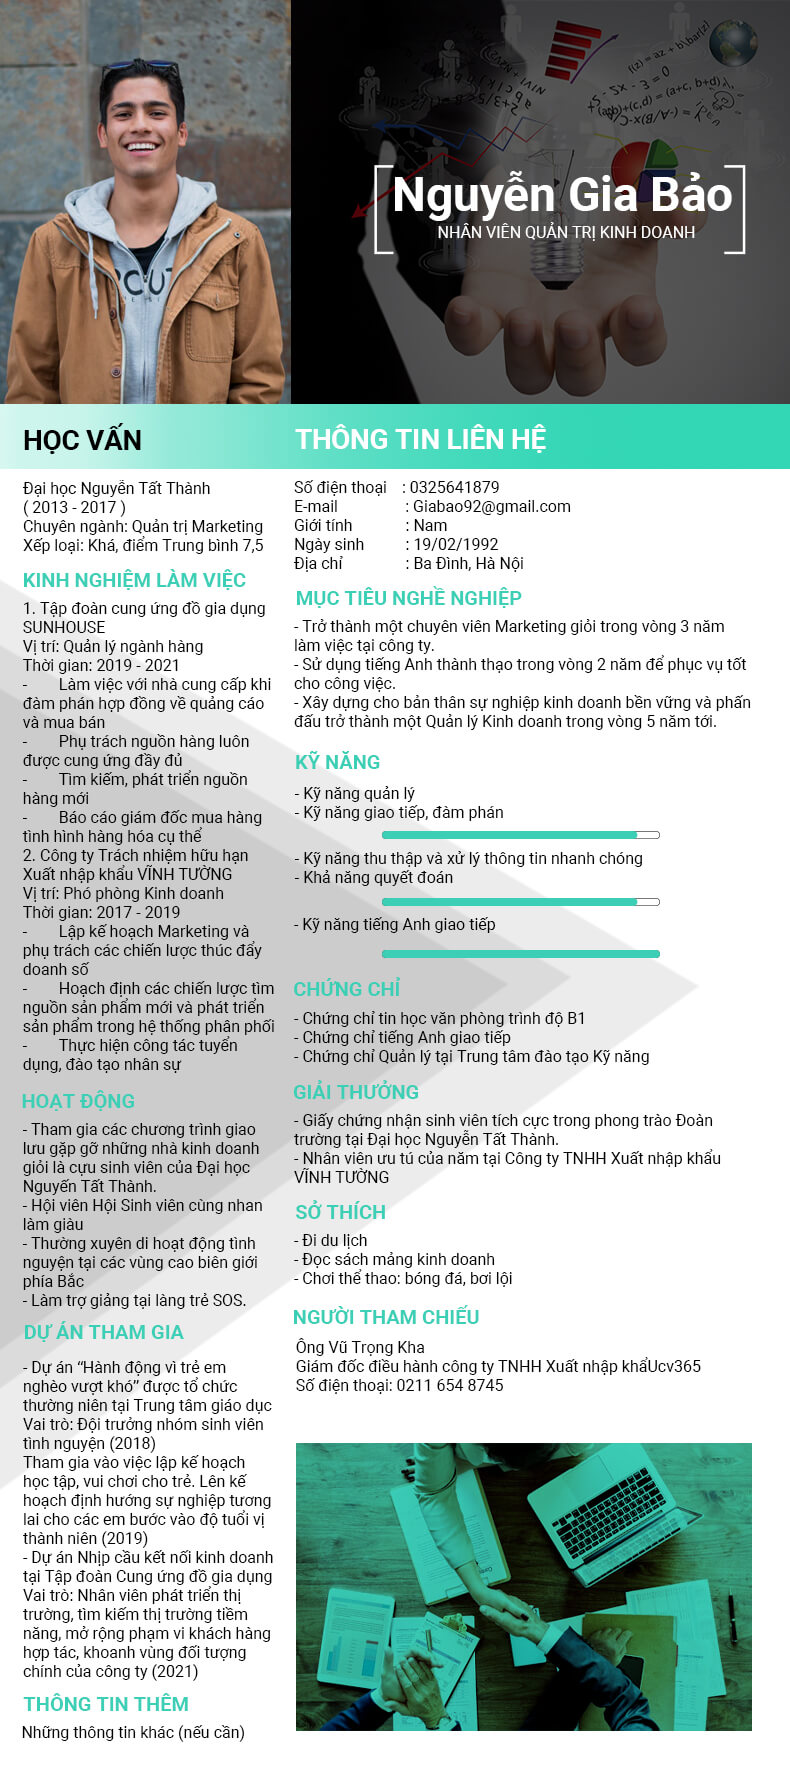 Nguyễn Gia Bảo
NHÂN VIÊN QUẢN TRỊ KINH DOANH
HỌC VẤN
Đại học Nguyễn Tất Thành
( 2013 - 2017 )
Chuyên ngành: Quản trị Marketing
Xếp loại: Khá, điểm Trung bình 7,5
KINH NGHIỆM LÀM VIỆC
1. Tập đoàn cung ứng đồ gia dụng
SUNHOUSE
Vị trí: Quản lý ngành hàng
Thời gian: 2019 - 2021
- Làm việc với nhà cung cấp khi
đàm phán hợp đồng về quảng cáo
và mua bán
- Phụ trách nguồn hàng luôn
được cung ứng đầy đủ
- Tìm kiếm, phát triển nguồn
hàng mới
- Báo cáo giám đốc mua hàng
tình hình hàng hóa cụ thể
2. Công ty Trách nhiệm hữu hạn
Xuất nhập khẩu VĨNH TƯỜNG
Vị trí: Phó phòng Kinh doanh
Thời gian: 2017 - 2019
- Lập kế hoạch Marketing và
phụ trách các chiến lược thúc đẩy
doanh số
- Hoạch định các chiến lược tìm
nguồn sản phẩm mới và phát triển
sản phẩm trong hệ thống phân phối
- Thực hiện công tác tuyển
dụng, đào tạo nhân sự
HOẠT ĐỘNG
- Tham gia các chương trình giao
lưu gặp gỡ những nhà kinh doanh
giỏi là cựu sinh viên của Đại học
Nguyễn Tất Thành.
- Hội viên Hội Sinh viên cùng nhan
làm giàu
- Thường xuyên di hoạt động tình
nguyện tại các vùng cao biên giới
phía Bắc
- Làm trợ giảng tại làng trẻ SOS.
DỰ ÁN THAM GIA
- Dự án “Hành động vì trẻ em
nghèo vượt khó” được tổ chức
thường niên tại Trung tâm giáo dục
Vai trò: Đội trưởng nhóm sinh viên
tình nguyện (2018)
Tham gia vào việc lập kế hoạch
học tập, vui chơi cho trẻ. Lên kế
hoạch định hướng sự nghiệp tương
lai cho các em bước vào độ tuổi vị
thành niên (2019)
- Dự án Nhịp cầu kết nối kinh doanh
tại Tập đoàn Cung ứng đồ gia dụng
Vai trò: Nhân viên phát triển thị
trường, tìm kiếm thị trường tiềm
năng, mở rộng phạm vi khách hàng
hợp tác, khoanh vùng đối tượng
chính của công ty (2021)
THÔNG TIN THÊM
Những thông tin khác (nếu cần)
THÔNG TIN LIÊN HỆ
Số điện thoại : 0325641879
E-mail : Giabao92@gmail.com
Giới tính : Nam
Ngày sinh : 19/02/1992
Địa chỉ : Ba Đình, Hà Nội
MỤC TIÊU NGHỀ NGHIỆP
- Trở thành một chuyên viên Marketing giỏi trong vòng 3 năm
làm việc tại công ty.
- Sử dụng tiếng Anh thành thạo trong vòng 2 năm để phục vụ tốt
cho công việc.
- Xây dựng cho bản thân sự nghiệp kinh doanh bền vững và phấn
đấu trở thành một Quản lý Kinh doanh trong vòng 5 năm tới.
KỸ NĂNG
- Kỹ năng quản lý
- Kỹ năng giao tiếp, đàm phán
- Kỹ năng thu thập và xử lý thông tin nhanh chóng
- Khả năng quyết đoán
- Kỹ năng tiếng Anh giao tiếp
CHỨNG CHỈ
- Chứng chỉ tin học văn phòng trình độ B1
- Chứng chỉ tiếng Anh giao tiếp
- Chứng chỉ Quản lý tại Trung tâm đào tạo Kỹ năng
GIẢI THƯỞNG
- Giấy chứng nhận sinh viên tích cực trong phong trào Đoàn
trường tại Đại học Nguyễn Tất Thành.
- Nhân viên ưu tú của năm tại Công ty TNHH Xuất nhập khẩu
VĨNH TƯỜNG
SỞ THÍCH
- Đi du lịch
- Đọc sách mảng kinh doanh
- Chơi thể thao: bóng đá, bơi lội
NGƯỜI THAM CHIẾU
Ông Vũ Trọng Kha
Giám đốc điều hành công ty TNHH Xuất nhập khẩUcv365
Số điện thoại: 0211 654 8745